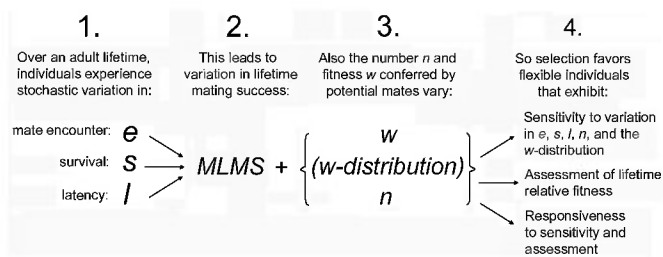 1.
Over an adult lifetime,
individuals experience
stochastic variation in:
mate encounter: e
survival: s
latency: l
2.
This leads to
variation in lifetime
mating success:
MLMS +
3.
Also the number n and
fitness w conferred by
potential mates vary:
w
(w-distribution)
n
4.
So selection favors
flexible individuals
that exhibit:
Sensitivity to variation
in e, s, l, n, and the
w-distribution
Assessment of lifetime
relative fitness
Responsiveness
to sensitivity and
assessment